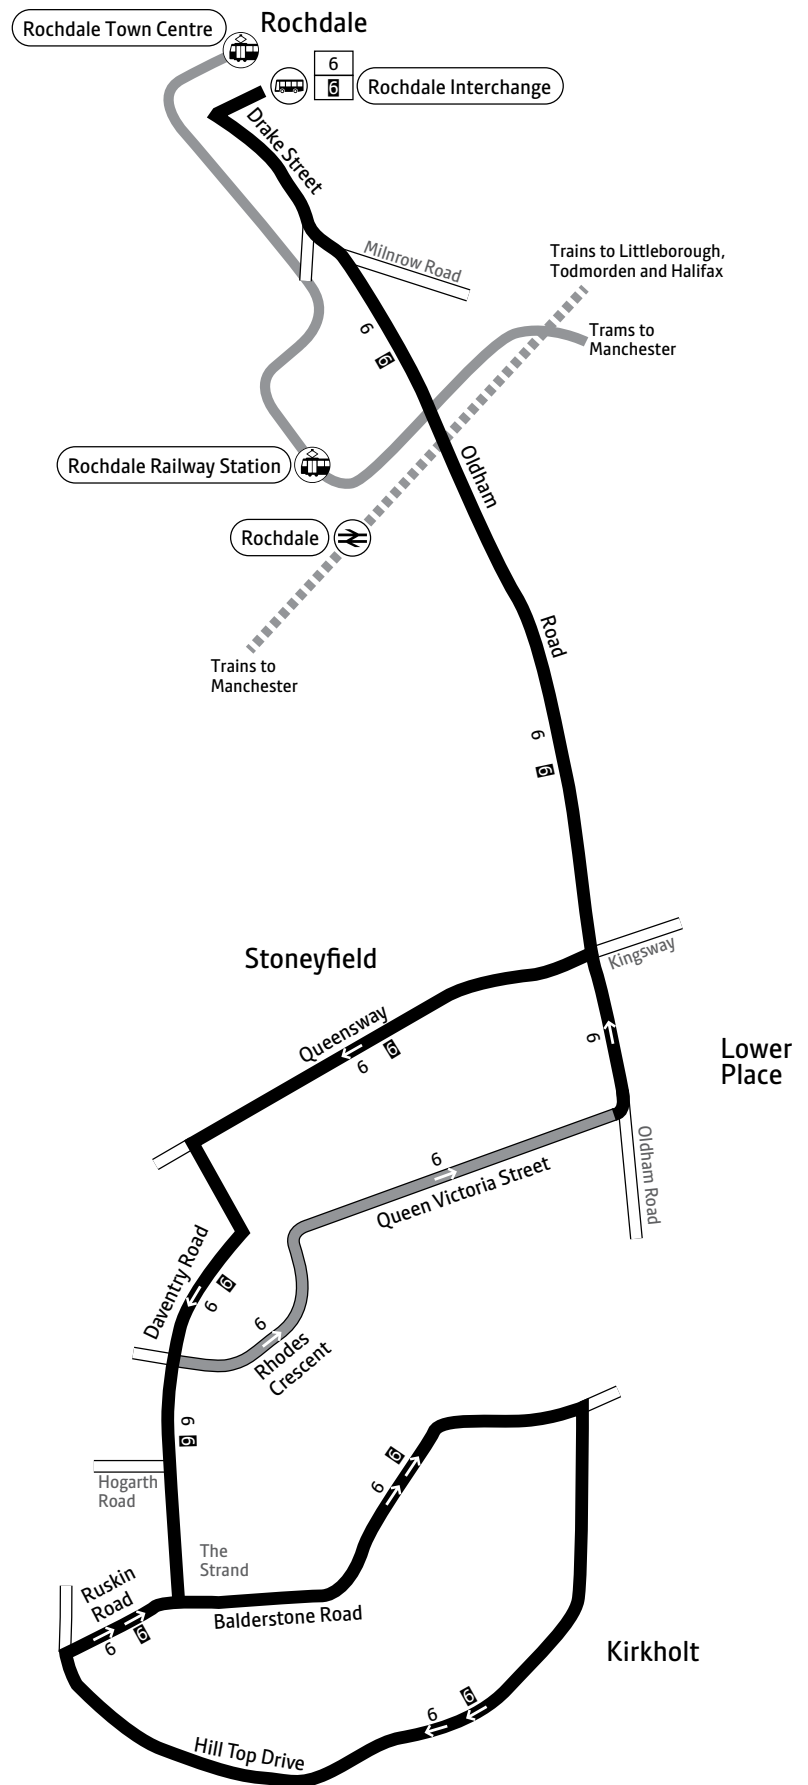 Rochdale Town Centre
Rochdale
6
6
Rochdale Interchange
Drake Street
Milnrow Road
Trains to Littleborough,
Todmorden and Halifax
6
6
Trams to
Manchester
Oldham
Rochdale Railway Station
Rochdale
Road
Trains to
Manchester
6
6
Stoneyfield
Kingsway
Queensway
6
6
6
Lower
Place
6
Queen Victoria Street
Oldham Road
Daventry Road
6
6
6
Rhodes
Crescent
6
6
Hogarth
Road
6
6
The
Strand
Ruskin
Road
6
6
Balderstone Road
Kirkholt
6
6
Hill Top Drive